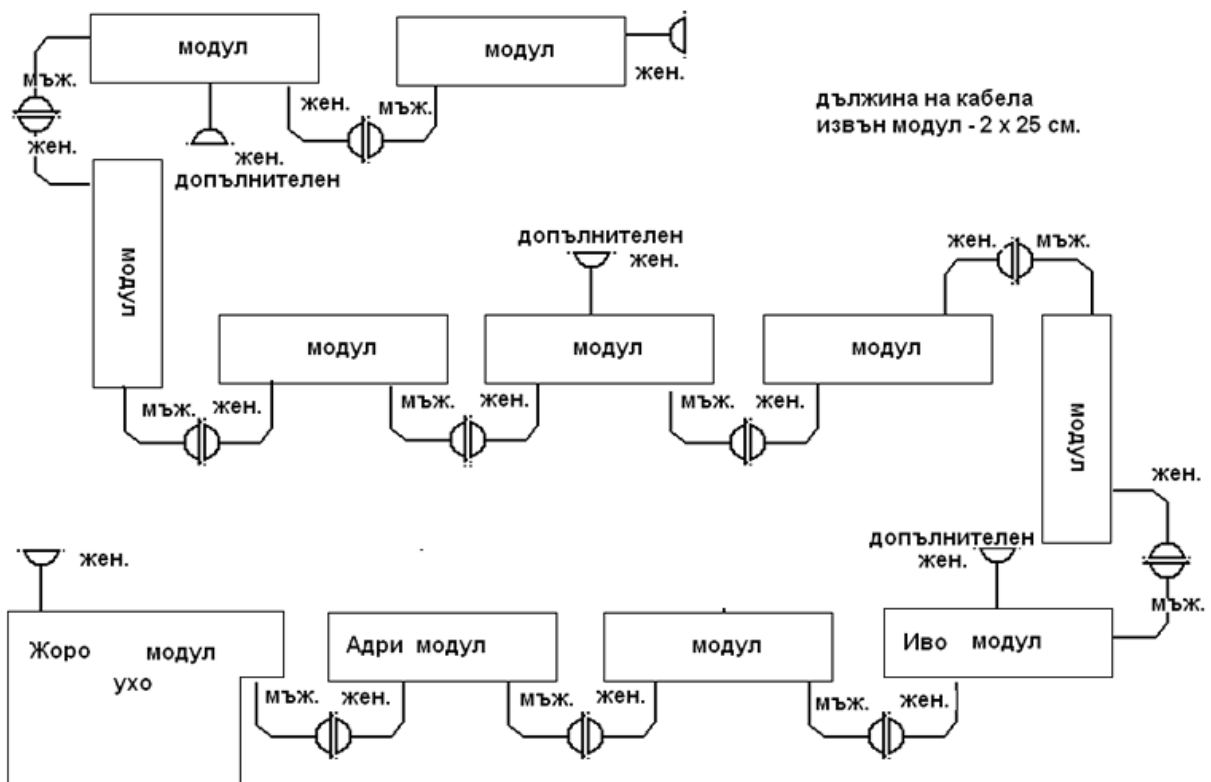 модул
модул
мъж.
жен.
жен.
мъж.
жен.
дължина на кабела
извън модул - 2 x 25 см.
жен.
жен.
допълнителен
модул
допълнителен
жен.
жен.
мъж.
модул
модул
модул
модул
мъж.
жен.
мъж.
жен.
мъж.
жен.
жен.
допълнителен
жен.
жен.
мъж.
Жоро модул
ухо
Адри модул
модул
Иво модул
мъж.
жен.
мъж.
жен.
мъж.
жен.